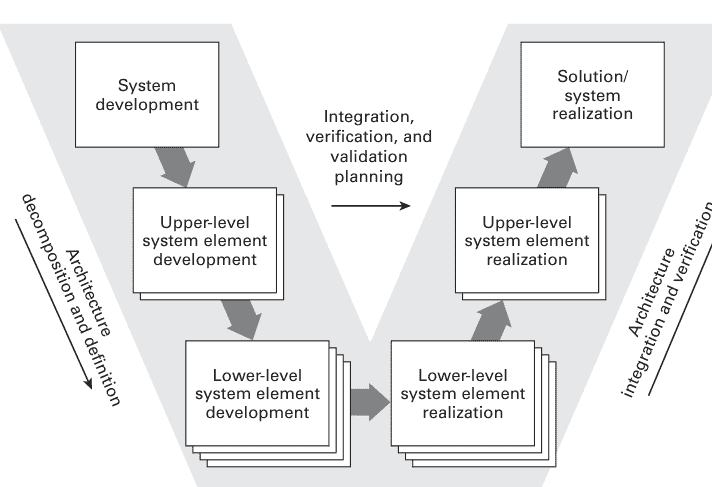 System
development
Solution/
system
realization
Integration,
verification, and
validation
planning
Upper-level
system element
development
Upper-level
system element
realization
Architecture
decomposition and definition
Architecture
integration and verification
Lower-level
system element
development
Lower-level
system element
realization